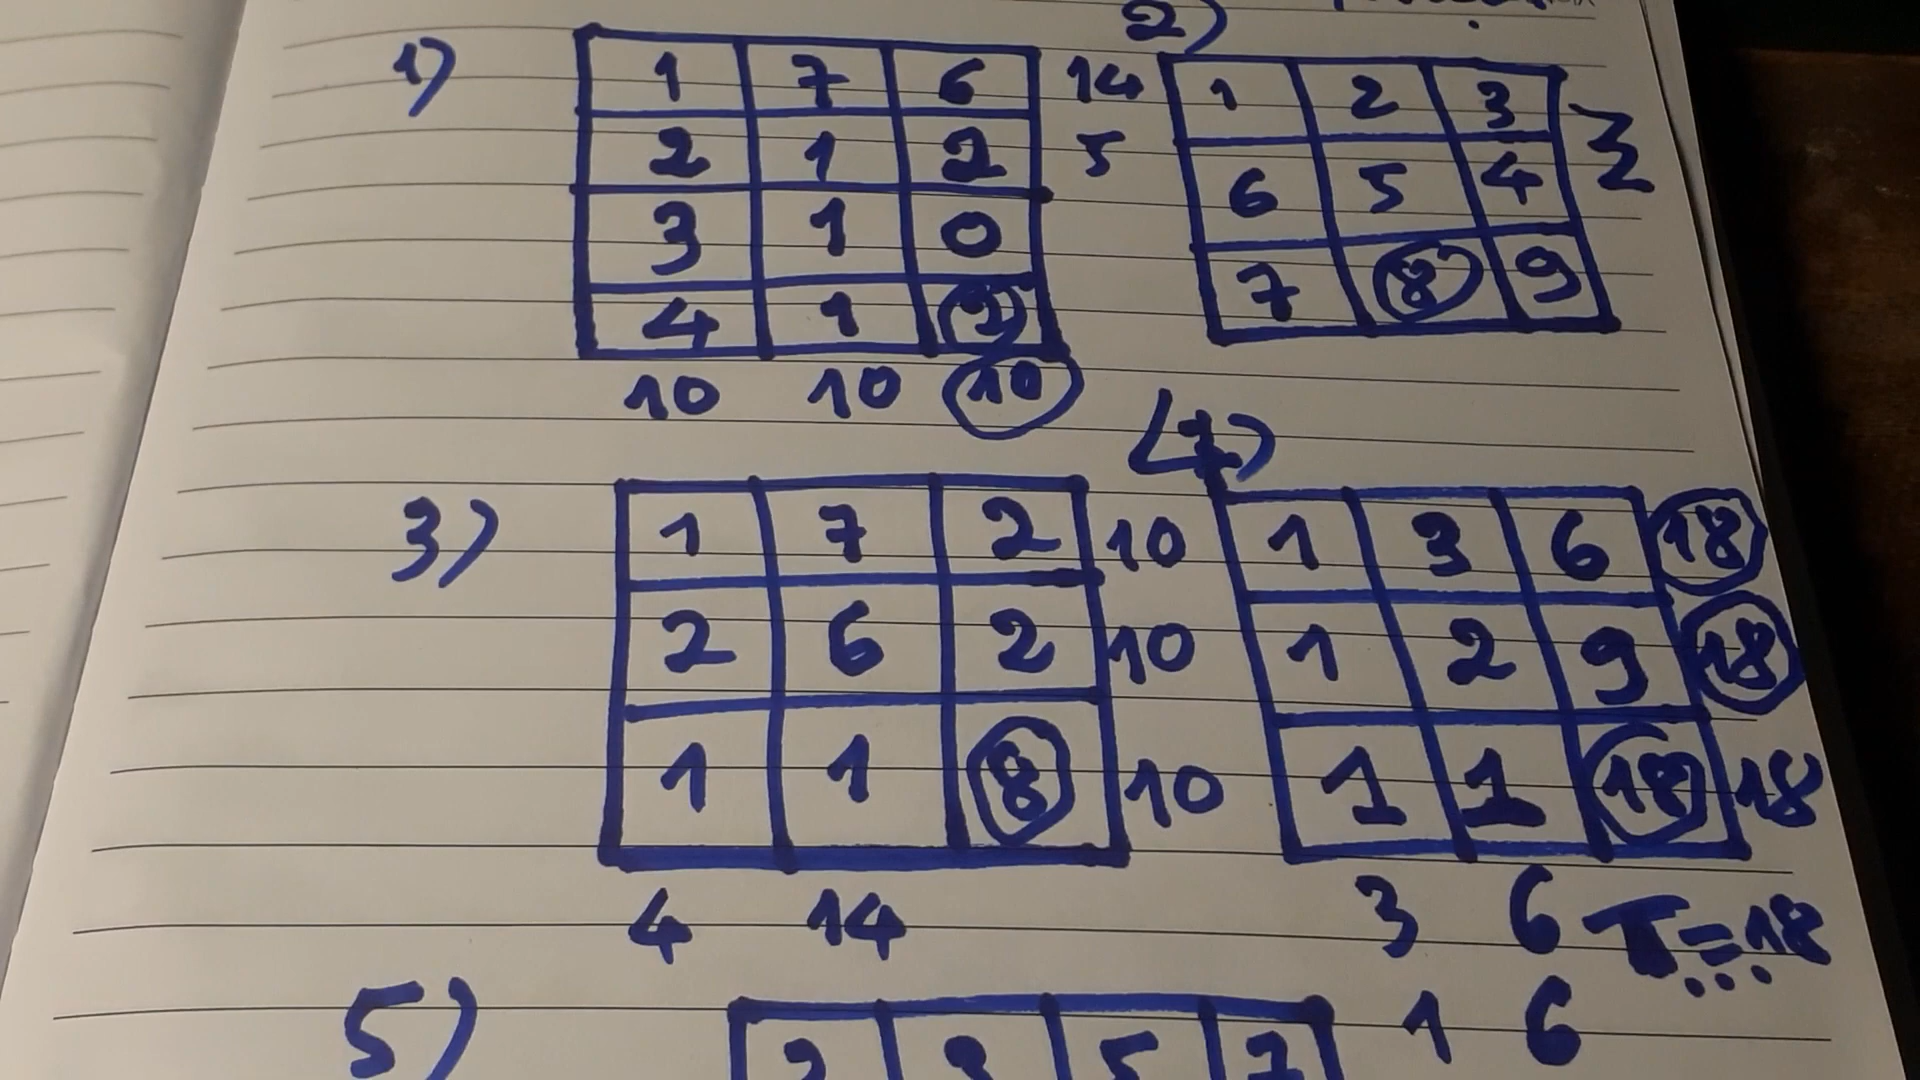 2)
1)
1 7 6 14
2 1 2 5
3 1 0
4 1 2
10 10 10
1 2 3
6 5 4
7 8 9
3)
1 7 2 10
2 6 2 10
1 1 8 10
4 14
4)
1 3 6 18
1 2 9 18
1 1 18 18
3 6 T=18
1 6
5)
5 7